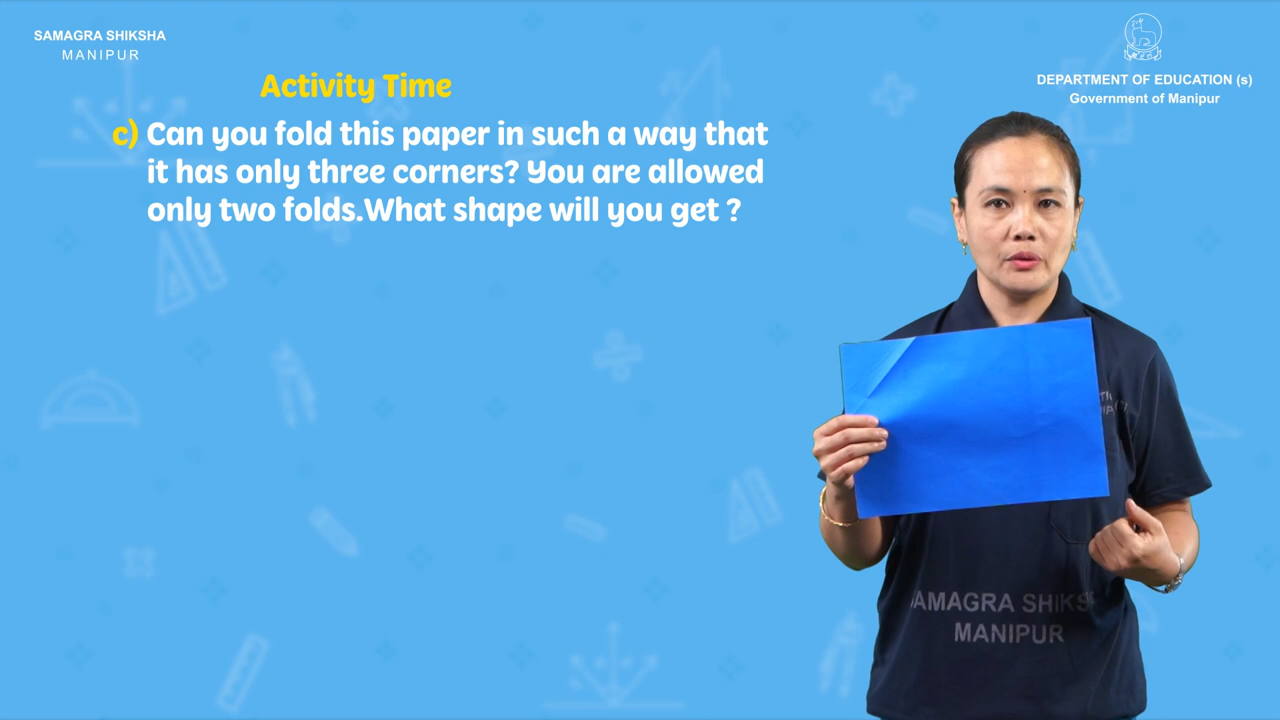 SAMAGRA SHIKSHA
MANIPUR
DEPARTMENT OF EDUCATION (s)
Government of Manipur
Activity Time
c) Can you fold this paper in such a way that
it has only three corners? You are allowed
only two folds.What shape will you get ?
SAMAGRA SHIKS
MANIPUR